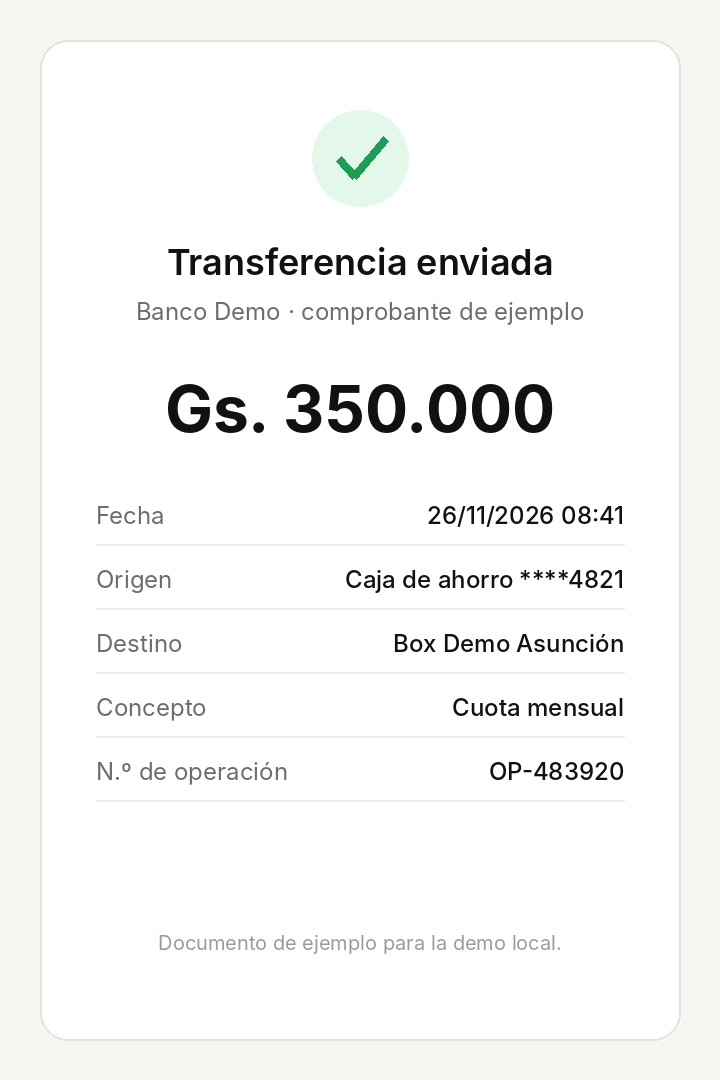 Transferencia enviada
Banco Demo · comprobante de ejemplo
Gs. 350.000
Fecha 26/11/2026 08:41
Origen Caja de ahorro ****4821
Destino Box Demo Asunción
Concepto Cuota mensual
N.º de operación OP-483920
Documento de ejemplo para la demo local.